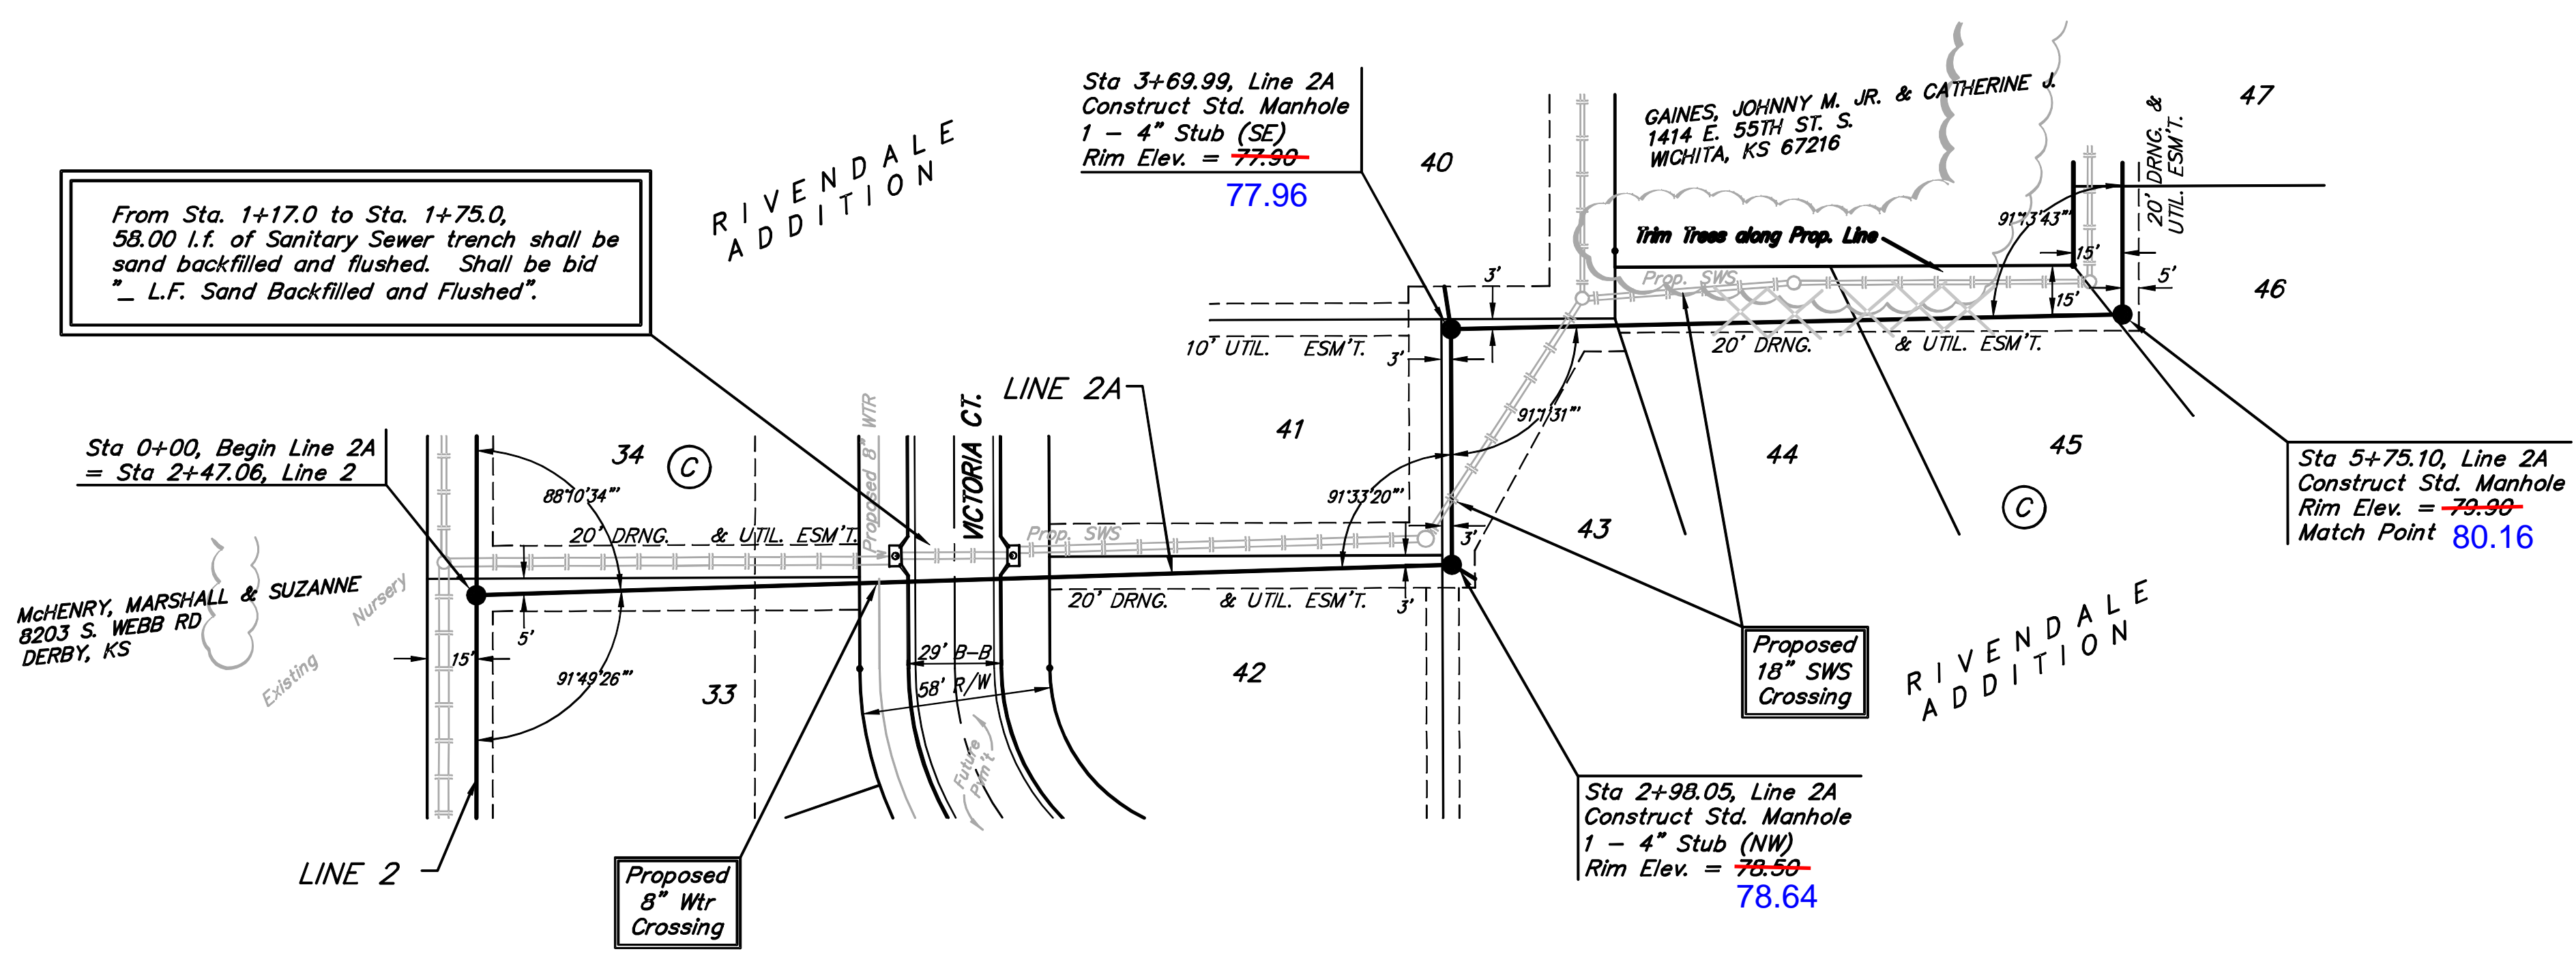 Sta 3+69.99, Line 2A
Construct Std. Manhole
1 - 4" Stub (SE)
Rim Elev. = 77.90
77.96
40
GAINES, JOHNNY M. JR. & CATHERINE J.
1414 E. 55TH ST. S.
WICHITA, KS 67216
20' DRNG. &
UTIL. ESM'T.
47
RIVENDALE
ADDITION
From Sta. 1+17.0 to Sta. 1+75.0,
58.00 l.f. of Sanitary Sewer trench shall be
sand backfilled and flushed. Shall be bid
"_ L.F. Sand Backfilled and Flushed".
Trim Trees along Prop. Line
91°13'43"
15'
5'
15'
46
Prop. SWS
3'
10' UTIL. ESM'T.
3'
20' DRNG. & UTIL. ESM'T.
LINE 2A
91°1'31"
41
44
45
C
Sta 0+00, Begin Line 2A
= Sta 2+47.06, Line 2
34
C
88°10'34"
Proposed 8" WTR
VICTORIA CT.
91°33'20"
43
3'
Sta 5+75.10, Line 2A
Construct Std. Manhole
Rim Elev. = 79.90
Match Point
80.16
20' DRNG. & UTIL. ESM'T.
Prop. SWS
McHENRY, MARSHALL & SUZANNE
8203 S. WEBB RD
DERBY, KS
Nursery
Existing
5'
15'
91°49'26"
33
20' DRNG. & UTIL. ESM'T.
3'
29' B-B
58' R/W
42
Future
Pvm't
Proposed
18" SWS
Crossing
RIVENDALE
ADDITION
LINE 2
Proposed
8" Wtr
Crossing
Sta 2+98.05, Line 2A
Construct Std. Manhole
1 - 4" Stub (NW)
Rim Elev. = 78.50
78.64